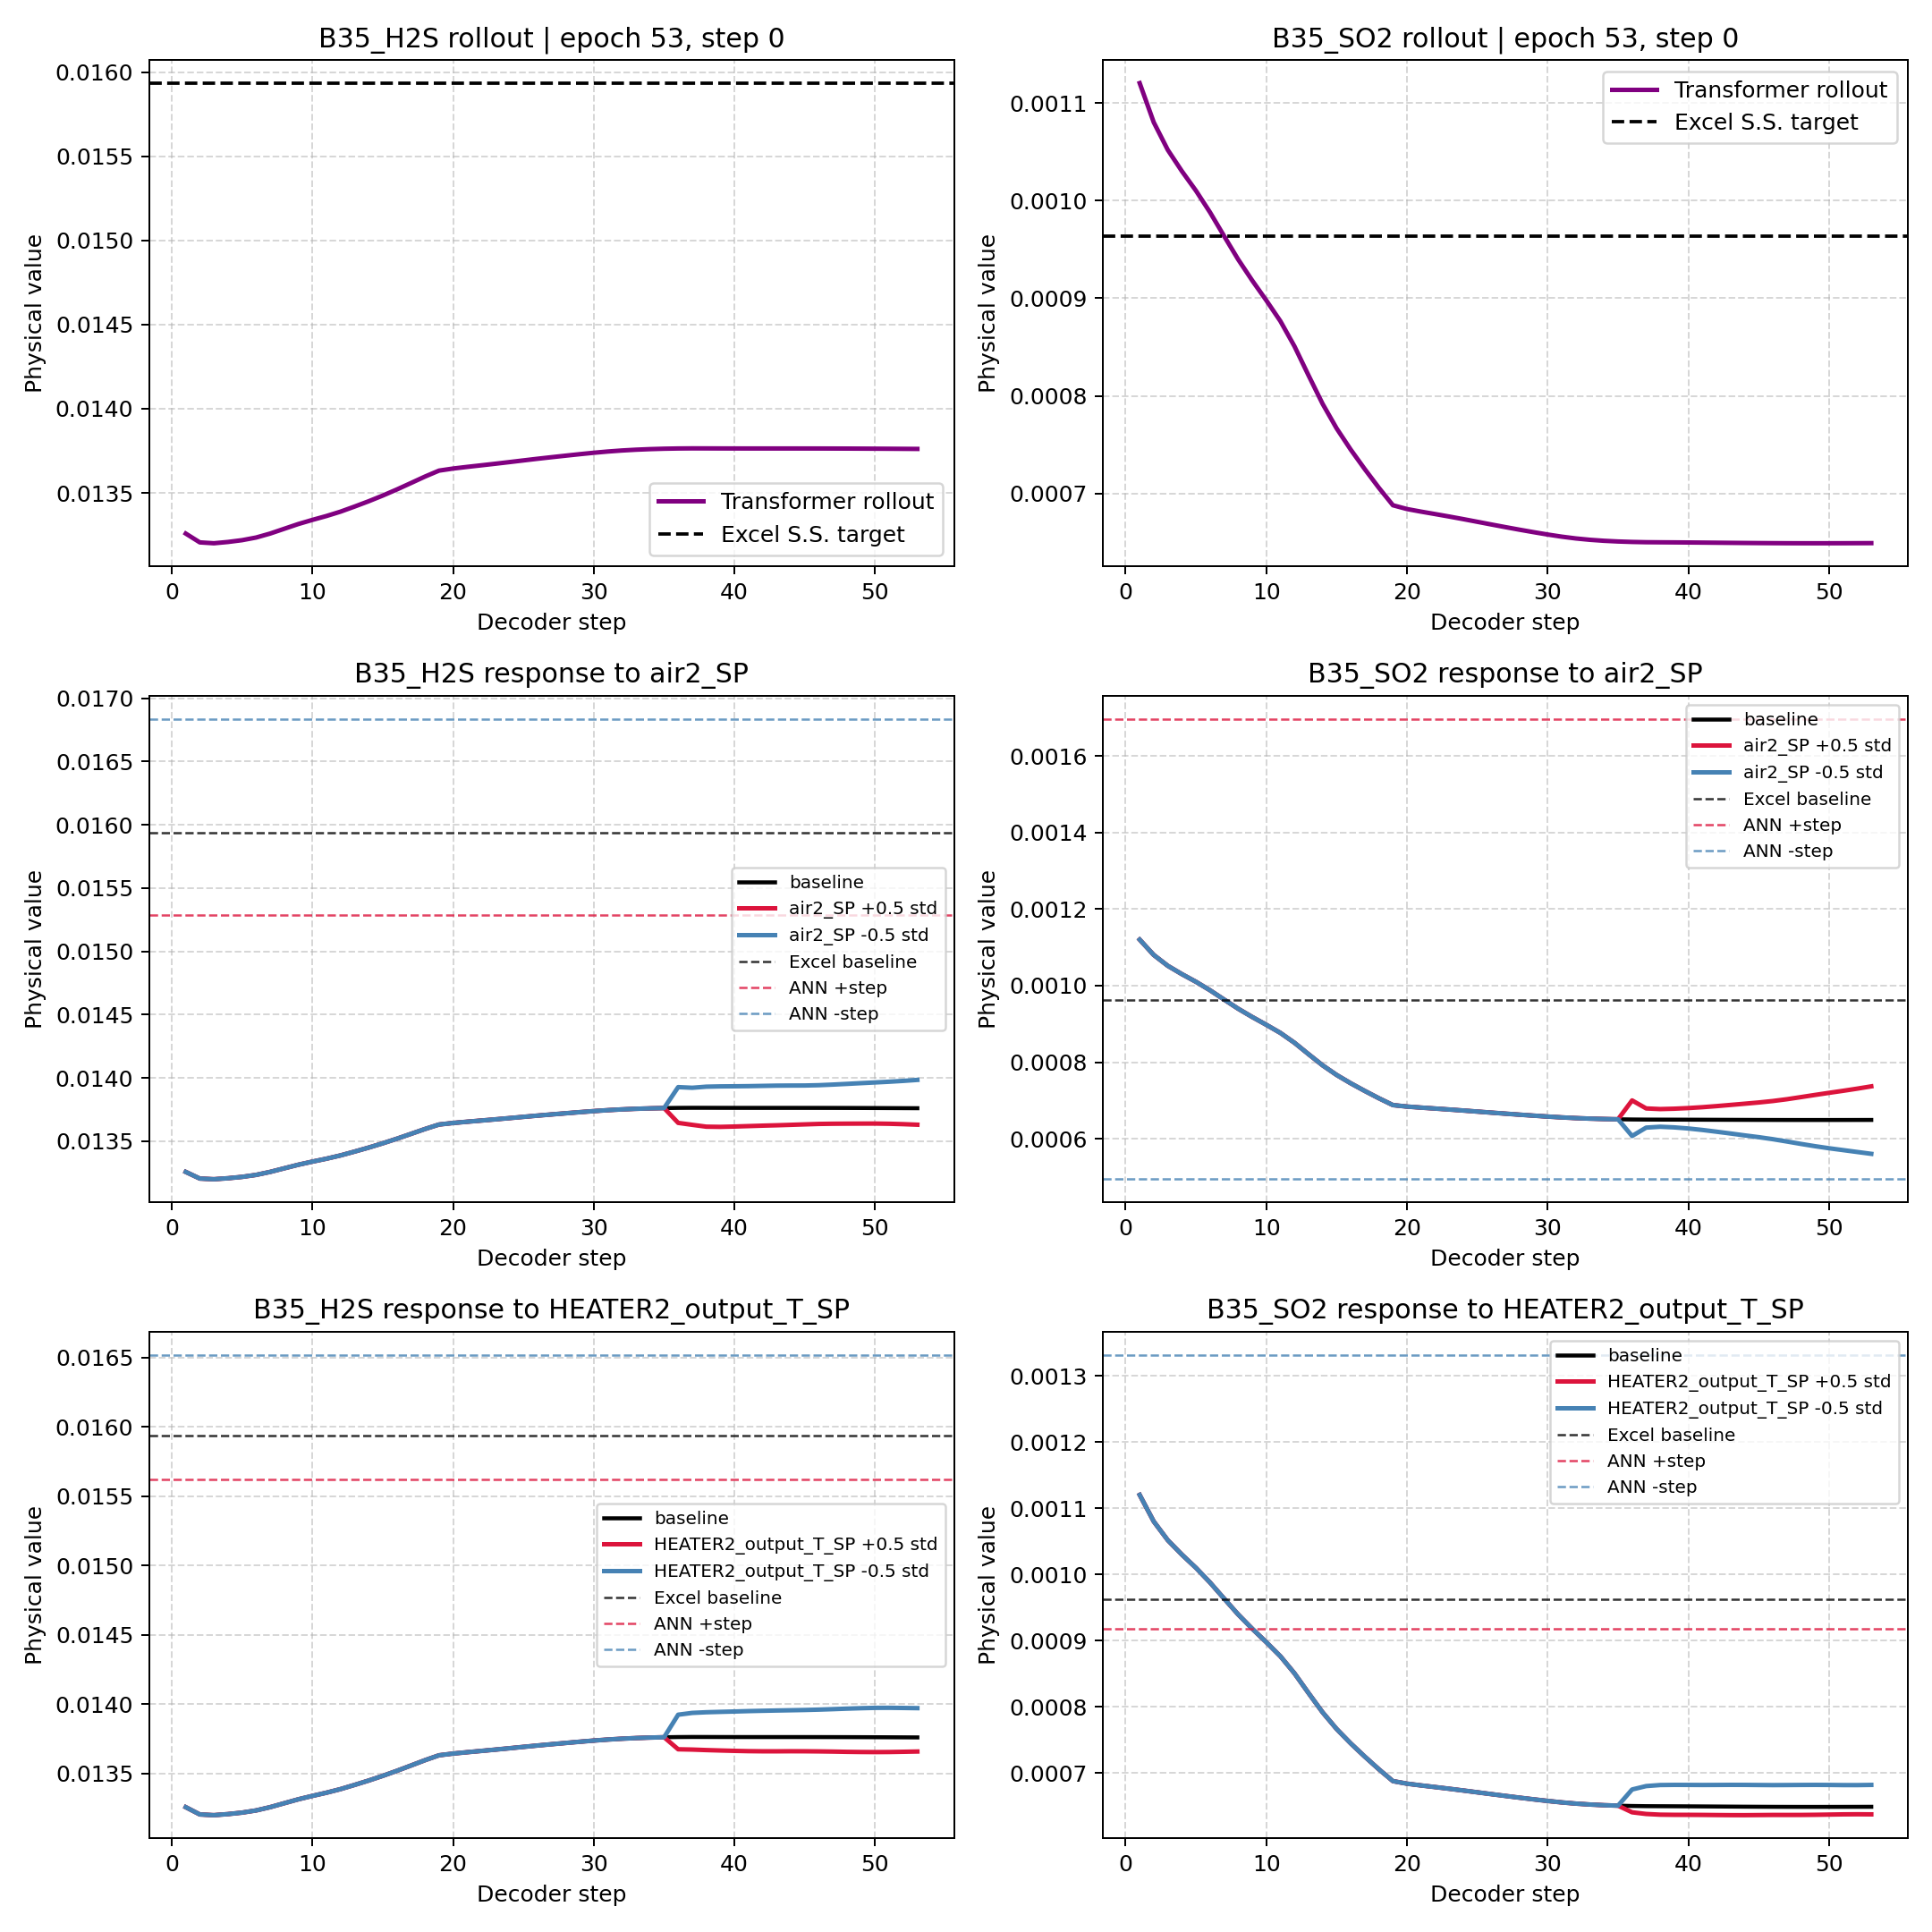 B35_H2S rollout | epoch 53, step 0
Physical value
0.0160
0.0155
0.0150
0.0145
0.0140
0.0135
Transformer rollout
Excel S.S. target
0 10 20 30 40 50
Decoder step
B35_SO2 rollout | epoch 53, step 0
Physical value
0.0011
0.0010
0.0009
0.0008
0.0007
Transformer rollout
Excel S.S. target
0 10 20 30 40 50
Decoder step
B35_H2S response to air2_SP
Physical value
0.0170
0.0165
0.0160
0.0155
0.0150
0.0145
0.0140
0.0135
baseline
air2_SP +0.5 std
air2_SP -0.5 std
Excel baseline
ANN +step
ANN -step
0 10 20 30 40 50
Decoder step
B35_SO2 response to air2_SP
Physical value
0.0016
0.0014
0.0012
0.0010
0.0008
0.0006
baseline
air2_SP +0.5 std
air2_SP -0.5 std
Excel baseline
ANN +step
ANN -step
0 10 20 30 40 50
Decoder step
B35_H2S response to HEATER2_output_T_SP
Physical value
0.0165
0.0160
0.0155
0.0150
0.0145
0.0140
0.0135
baseline
HEATER2_output_T_SP +0.5 std
HEATER2_output_T_SP -0.5 std
Excel baseline
ANN +step
ANN -step
0 10 20 30 40 50
Decoder step
B35_SO2 response to HEATER2_output_T_SP
Physical value
0.0013
0.0012
0.0011
0.0010
0.0009
0.0008
0.0007
baseline
HEATER2_output_T_SP +0.5 std
HEATER2_output_T_SP -0.5 std
Excel baseline
ANN +step
ANN -step
0 10 20 30 40 50
Decoder step